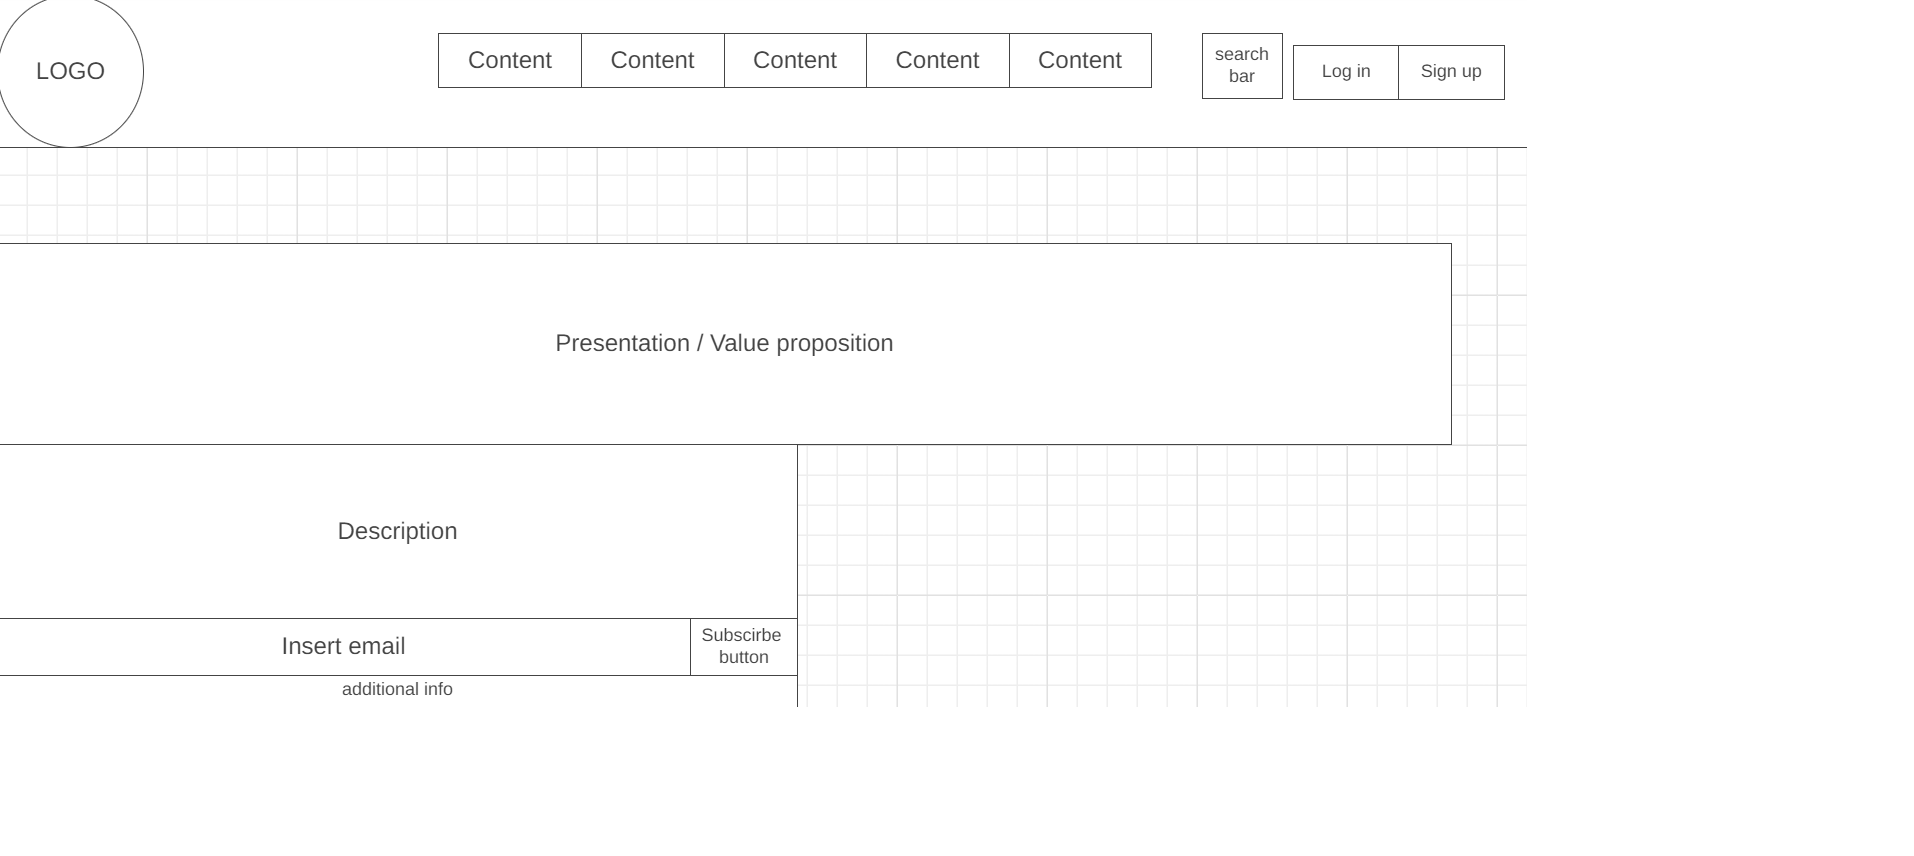 LOGO
Content
Content
Content
Content
Content
search
bar
Log in
Sign up
Presentation / Value proposition
Description
Insert email
Subscirbe
button
additional info